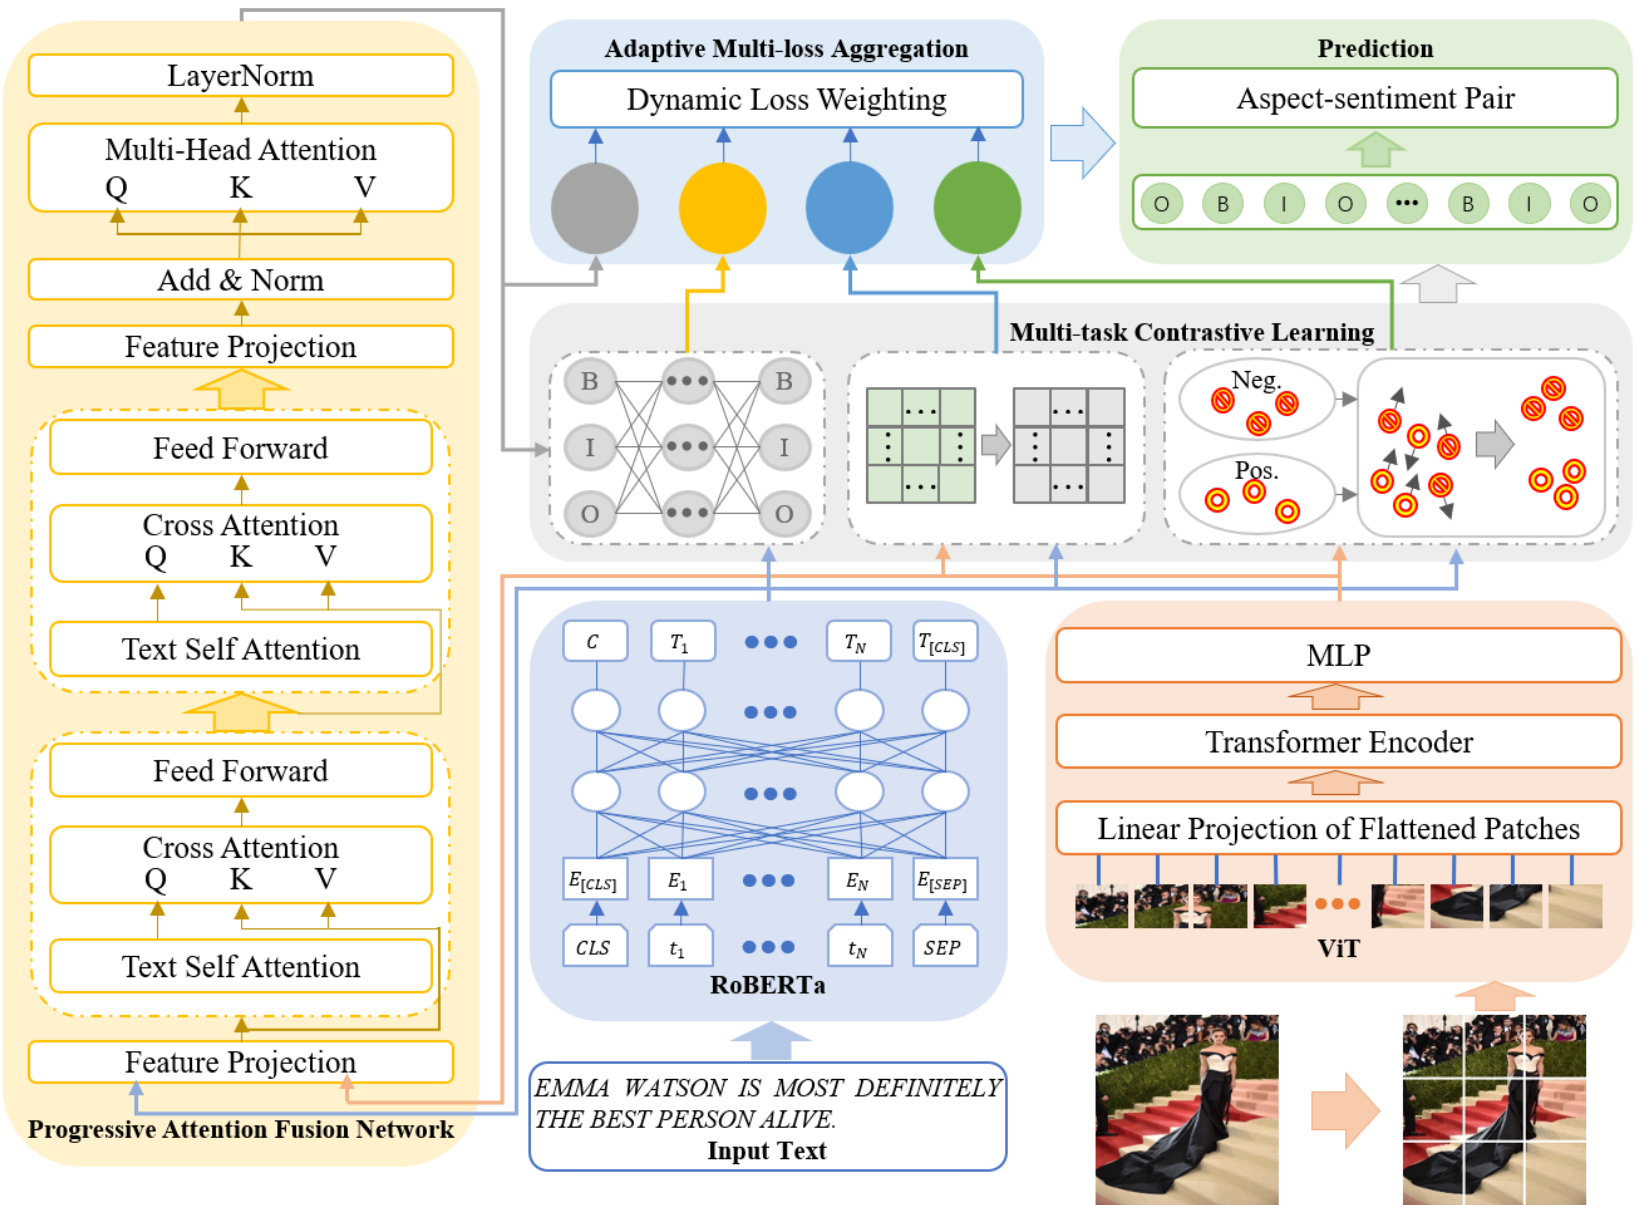 LayerNorm
Multi-Head Attention
Q K V
Add & Norm
Feature Projection
Feed Forward
Cross Attention
Q K V
Text Self Attention
Feed Forward
Cross Attention
Q K V
Text Self Attention
Feature Projection
Progressive Attention Fusion Network
Adaptive Multi-loss Aggregation
Dynamic Loss Weighting
Prediction
Aspect-sentiment Pair
O B I O ••• B I O
Multi-task Contrastive Learning
B ••• B
I ••• I
O ••• O
Neg.
Pos.
C T₁ ••• T_N T_[CLS]
E_[CLS] E₁ ••• E_N E_[SEP]
CLS t₁ ••• t_N SEP
RoBERTa
EMMA WATSON IS MOST DEFINITELY
THE BEST PERSON ALIVE.
Input Text
MLP
Transformer Encoder
Linear Projection of Flattened Patches
ViT